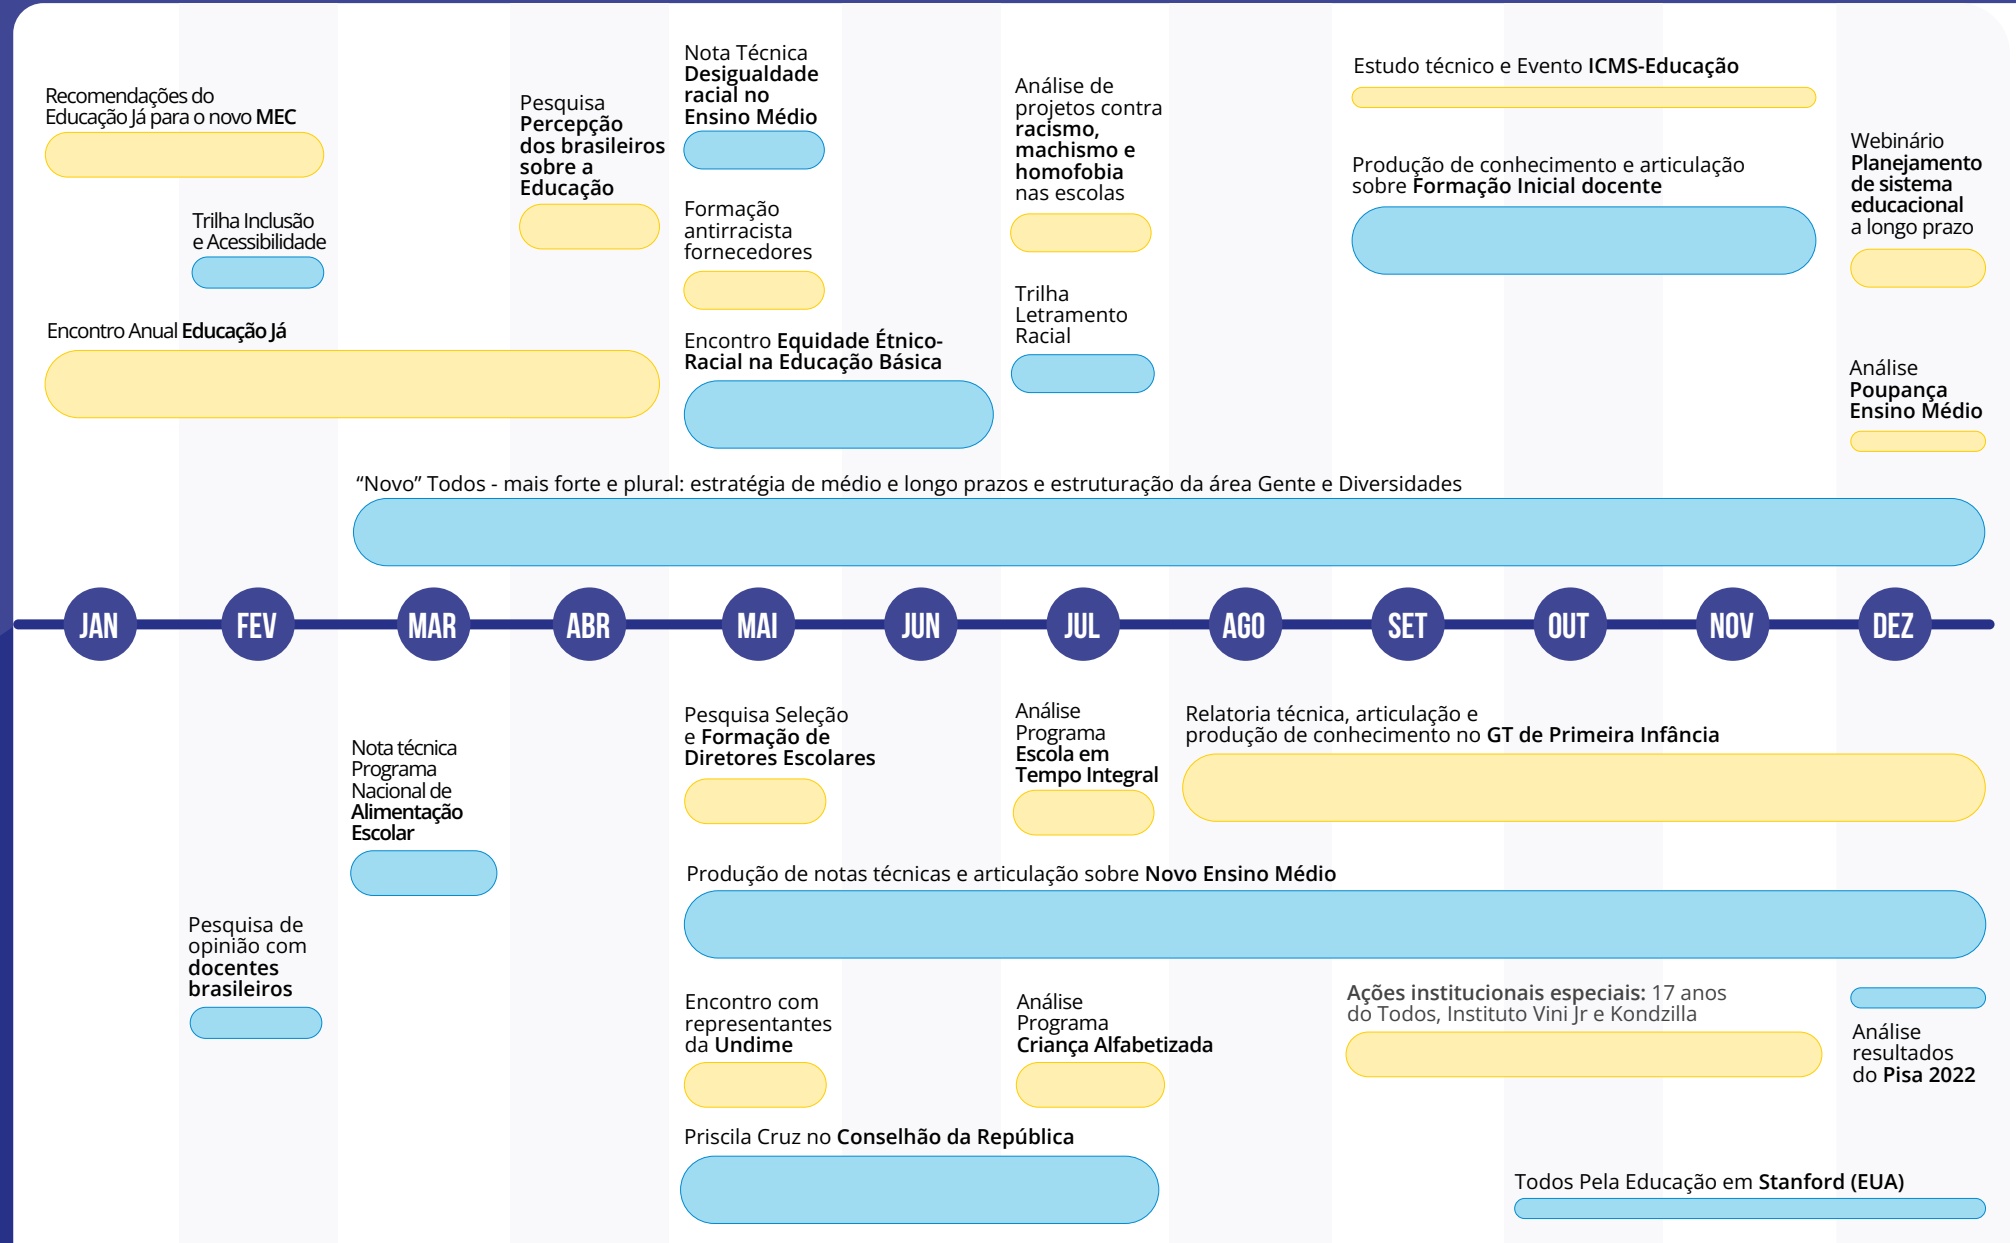 Recomendações do
Educação Já para o novo MEC
Trilha Inclusão
e Acessibilidade
Encontro Anual Educação Já
Pesquisa
Percepção
dos brasileiros
sobre a
Educação
Nota Técnica
Desigualdade
racial no
Ensino Médio
Formação
antirracista
fornecedores
Encontro Equidade Étnico-
Racial na Educação Básica
Análise de
projetos contra
racismo,
machismo e
homofobia
nas escolas
Trilha
Letramento
Racial
Estudo técnico e Evento ICMS-Educação
Produção de conhecimento e articulação
sobre Formação Inicial docente
Webinário
Planejamento
de sistema
educacional
a longo prazo
Análise
Poupança
Ensino Médio
“Novo” Todos - mais forte e plural: estratégia de médio e longo prazos e estruturação da área Gente e Diversidades
JAN FEV MAR ABR MAI JUN JUL AGO SET OUT NOV DEZ
Pesquisa de
opinião com
docentes
brasileiros
Nota técnica
Programa
Nacional de
Alimentação
Escolar
Pesquisa Seleção
e Formação de
Diretores Escolares
Análise
Programa
Escola em
Tempo Integral
Relatoria técnica, articulação e
produção de conhecimento no GT de Primeira Infância
Produção de notas técnicas e articulação sobre Novo Ensino Médio
Encontro com
representantes
da Undime
Análise
Programa
Criança Alfabetizada
Ações institucionais especiais: 17 anos
do Todos, Instituto Vini Jr e Kondzilla
Análise
resultados
do Pisa 2022
Priscila Cruz no Conselhão da República
Todos Pela Educação em Stanford (EUA)